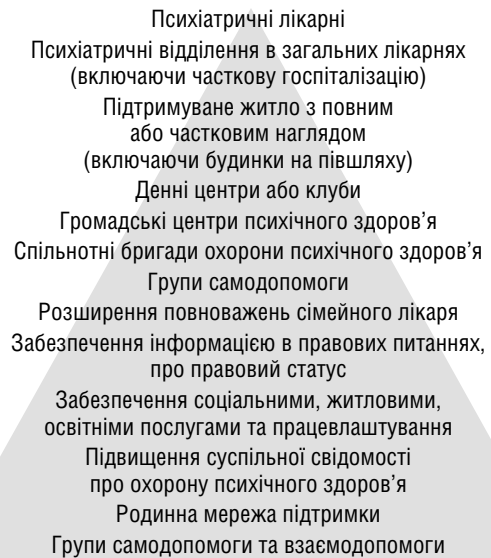 Психіатричні лікарні
Психіатричні відділення в загальних лікарнях
(включаючи часткову госпіталізацію)
Підтримуване житло з повним
або частковим наглядом
(включаючи будинки на півшляху)
Денні центри або клуби
Громадські центри психічного здоров’я
Спільнотні бригади охорони психічного здоров’я
Групи самодопомоги
Розширення повноважень сімейного лікаря
Забезпечення інформацією в правових питаннях,
про правовий статус
Забезпечення соціальними, житловими,
освітніми послугами та працевлаштування
Підвищення суспільної свідомості
про охорону психічного здоров’я
Родинна мережа підтримки
Групи самодопомоги та взаємодопомоги